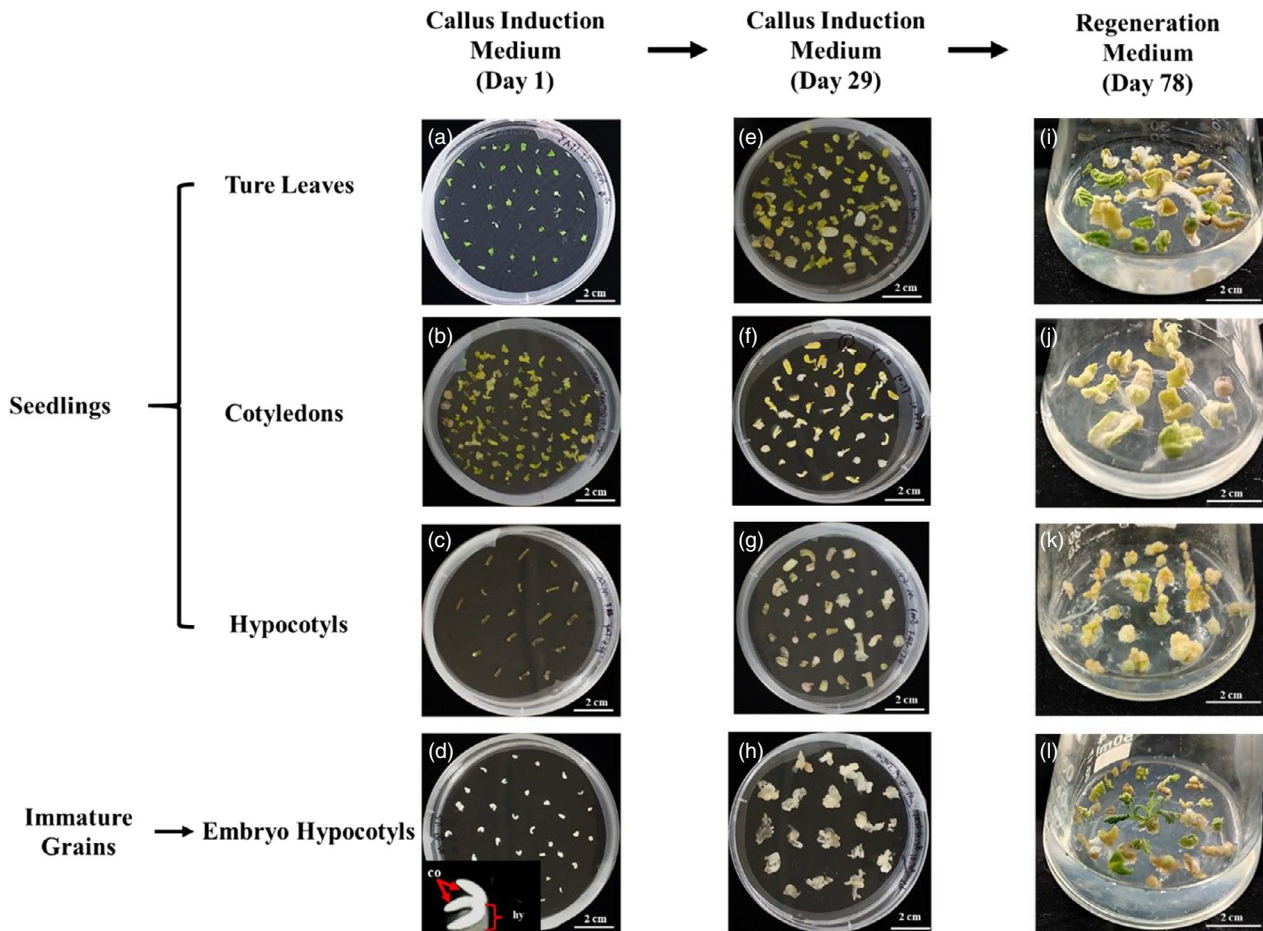 Callus Induction
Medium
(Day 1)
Callus Induction
Medium
(Day 29)
Regeneration
Medium
(Day 78)
Ture Leaves
(a)
2 cm
(e)
2 cm
(i)
2 cm
Seedlings
Cotyledons
(b)
2 cm
(f)
2 cm
(j)
2 cm
Hypocotyls
(c)
2 cm
(g)
2 cm
(k)
2 cm
Immature
Grains
Embryo Hypocotyls
(d)
co
hy
2 cm
(h)
2 cm
(l)
50ml
2 cm